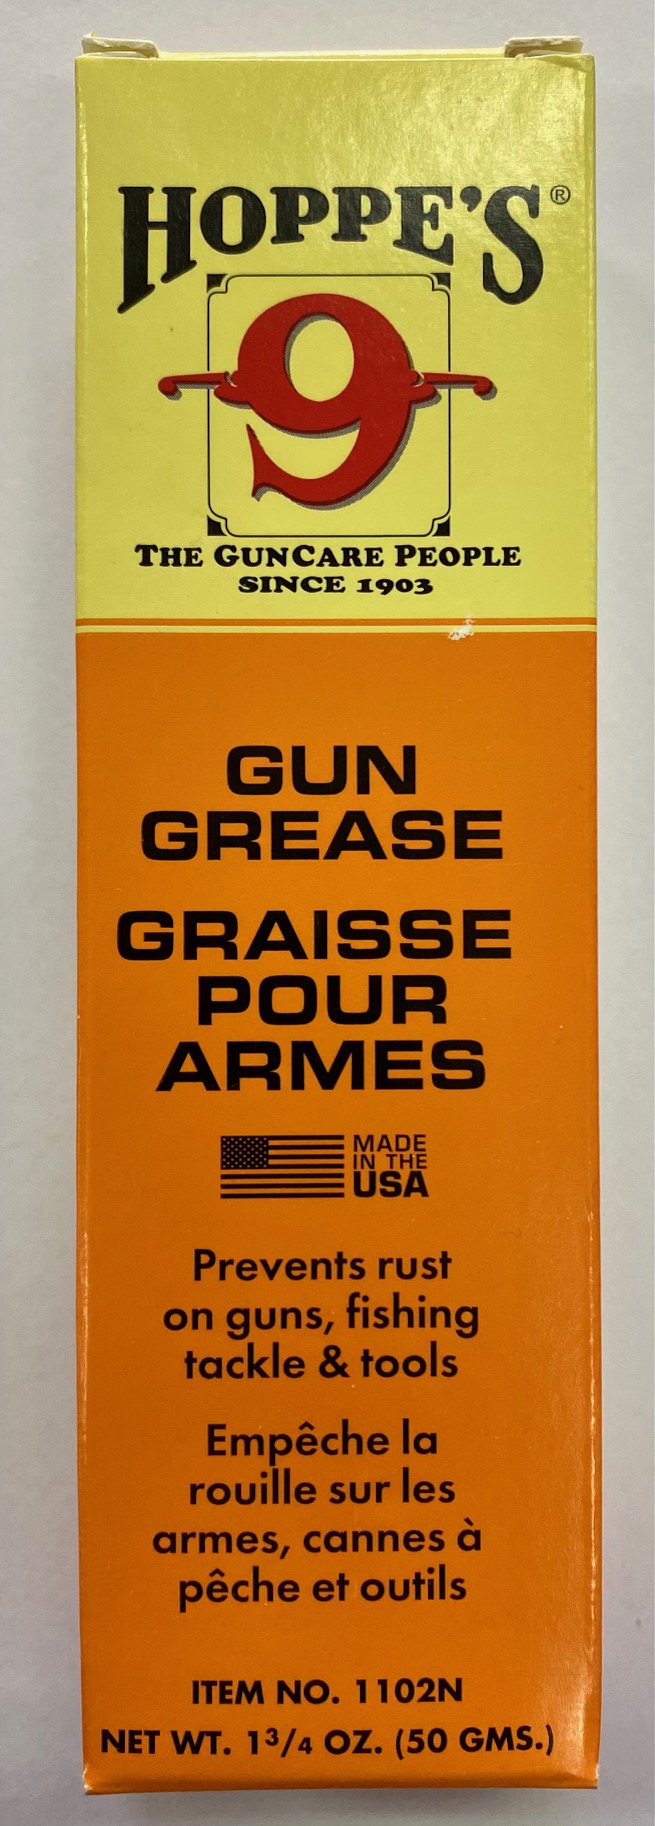 HOPPE'S®
9
THE GUNCARE PEOPLE
SINCE 1903
GUN
GREASE
GRAISSE
POUR
ARMES
MADE
IN THE
USA
Prevents rust
on guns, fishing
tackle & tools
Empêche la
rouille sur les
armes, cannes à
pêche et outils
ITEM NO. 1102N
NET WT. 1 3/4 OZ. (50 GMS.)